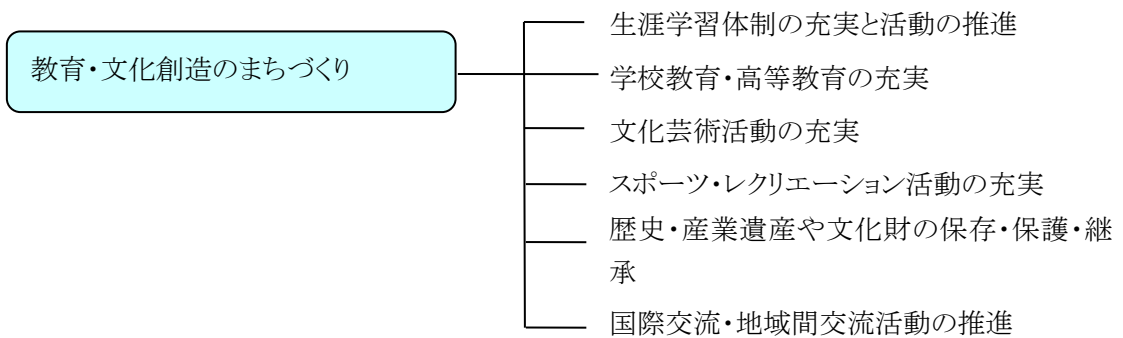 教育・文化創造のまちづくり
生涯学習体制の充実と活動の推進
学校教育・高等教育の充実
文化芸術活動の充実
スポーツ・レクリエーション活動の充実
歴史・産業遺産や文化財の保存・保護・継
承
国際交流・地域間交流活動の推進